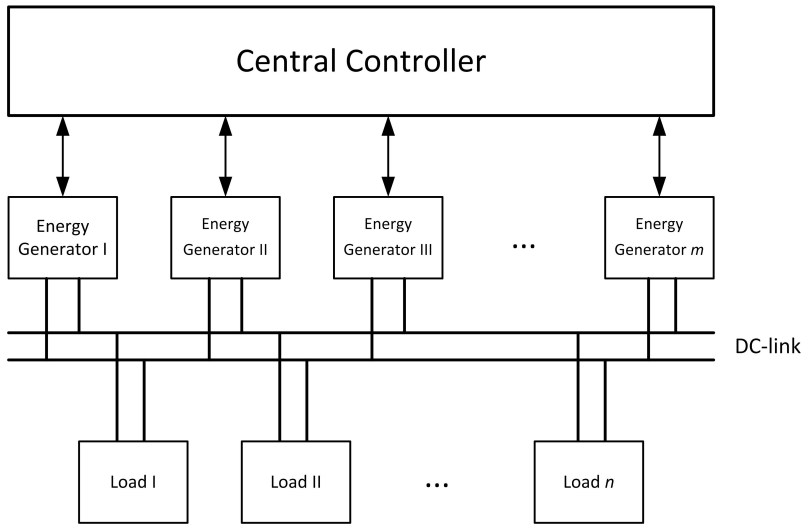 Central Controller
Energy
Generator I
Energy
Generator II
Energy
Generator III
...
Energy
Generator m
DC-link
Load I
Load II
...
Load n